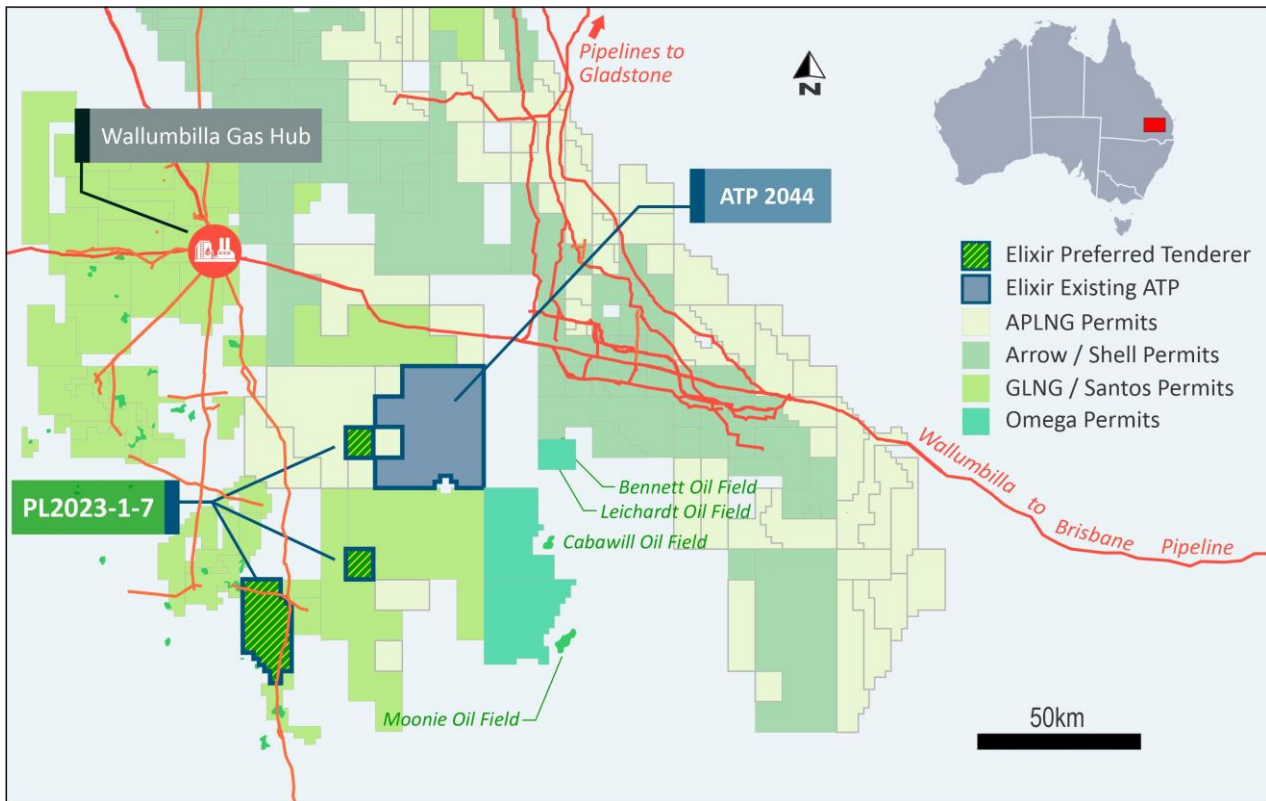 Pipelines to
Gladstone
N
Wallumbilla Gas Hub
ATP 2044
Elixir Preferred Tenderer
Elixir Existing ATP
APLNG Permits
Arrow / Shell Permits
GLNG / Santos Permits
Omega Permits
PL2023-1-7
Bennett Oil Field
Leichardt Oil Field
Cabawill Oil Field
Wallumbilla to Brisbane Pipeline
Moonie Oil Field
50km